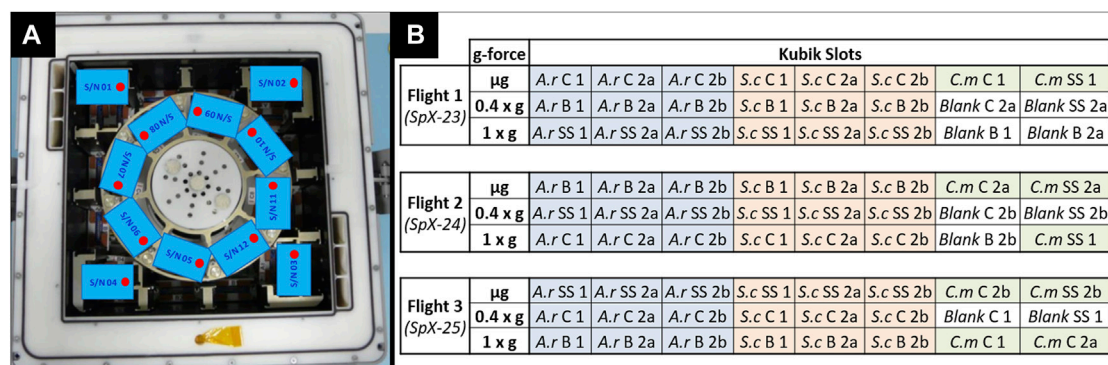 A
S/N 01
S/N 02
S/N 08
S/N 09
S/N 10
S/N 07
S/N 11
S/N 06
S/N 05
S/N 12
S/N 04
S/N 03
B
g-force Kubik Slots
Flight 1 (SpX-23)
µg A.r C 1 A.r C 2a A.r C 2b S.c C 1 S.c C 2a S.c C 2b C.m C 1 C.m SS 1
0.4 x g A.r B 1 A.r B 2a A.r B 2b S.c B 1 S.c B 2a S.c B 2b Blank C 2a Blank SS 2a
1 x g A.r SS 1 A.r SS 2a A.r SS 2b S.c SS 1 S.c SS 2a S.c SS 2b Blank B 1 Blank B 2a
Flight 2 (SpX-24)
µg A.r B 1 A.r B 2a A.r B 2b S.c B 1 S.c B 2a S.c B 2b C.m C 2a C.m SS 2a
0.4 x g A.r SS 1 A.r SS 2a A.r SS 2b S.c SS 1 S.c SS 2a S.c SS 2b Blank C 2b Blank SS 2b
1 x g A.r C 1 A.r C 2a A.r C 2b S.c C 1 S.c C 2a S.c C 2b Blank B 2b C.m SS 1
Flight 3 (SpX-25)
µg A.r SS 1 A.r SS 2a A.r SS 2b S.c SS 1 S.c SS 2a S.c SS 2b C.m C 2b C.m SS 2b
0.4 x g A.r C 1 A.r C 2a A.r C 2b S.c C 1 S.c C 2a S.c C 2b Blank C 1 Blank SS 1
1 x g A.r B 1 A.r B 2a A.r B 2b S.c B 1 S.c B 2a S.c B 2b C.m C 1 C.m C 2a